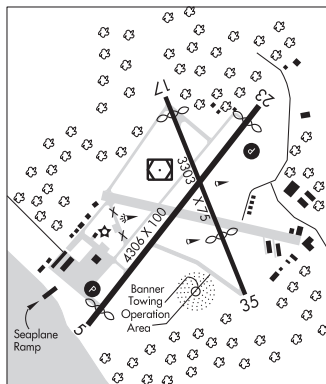 17
23
P
3303 X 75
4306 X 100
X
X
P
Banner
Towing
Operation
Area
5
35
Seaplane
Ramp